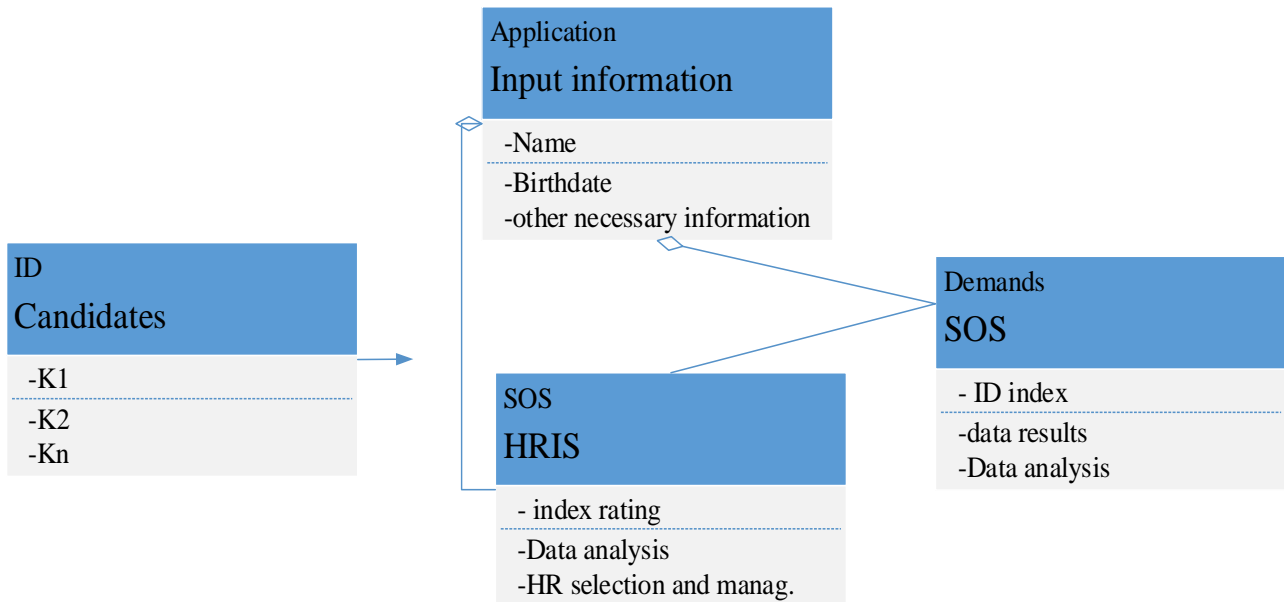 Application
Input information
-Name
-Birthdate
-other necessary information
ID
Candidates
-K1
-K2
-Kn
SOS
HRIS
- index rating
-Data analysis
-HR selection and manag.
Demands
SOS
- ID index
-data results
-Data analysis